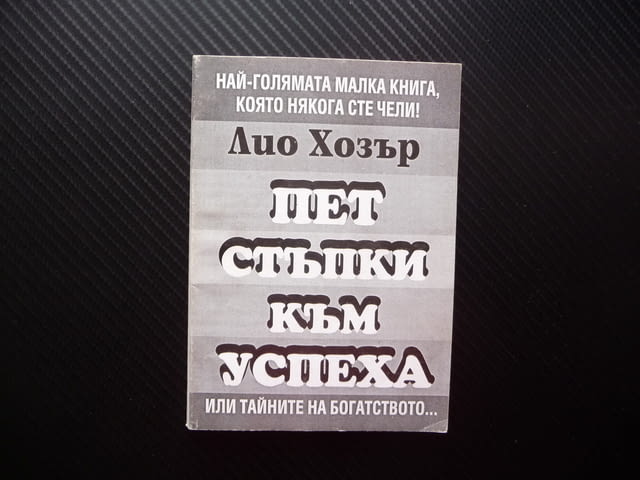 НАЙ-ГОЛЯМАТА МАЛКА КНИГА,
КОЯТО НЯКОГА СТЕ ЧЕЛИ!
Лио Хозър
ПЕТ
СТЪПКИ
КЪМ
УСПЕХА
ИЛИ ТАЙНИТЕ НА БОГАТСТВОТО...